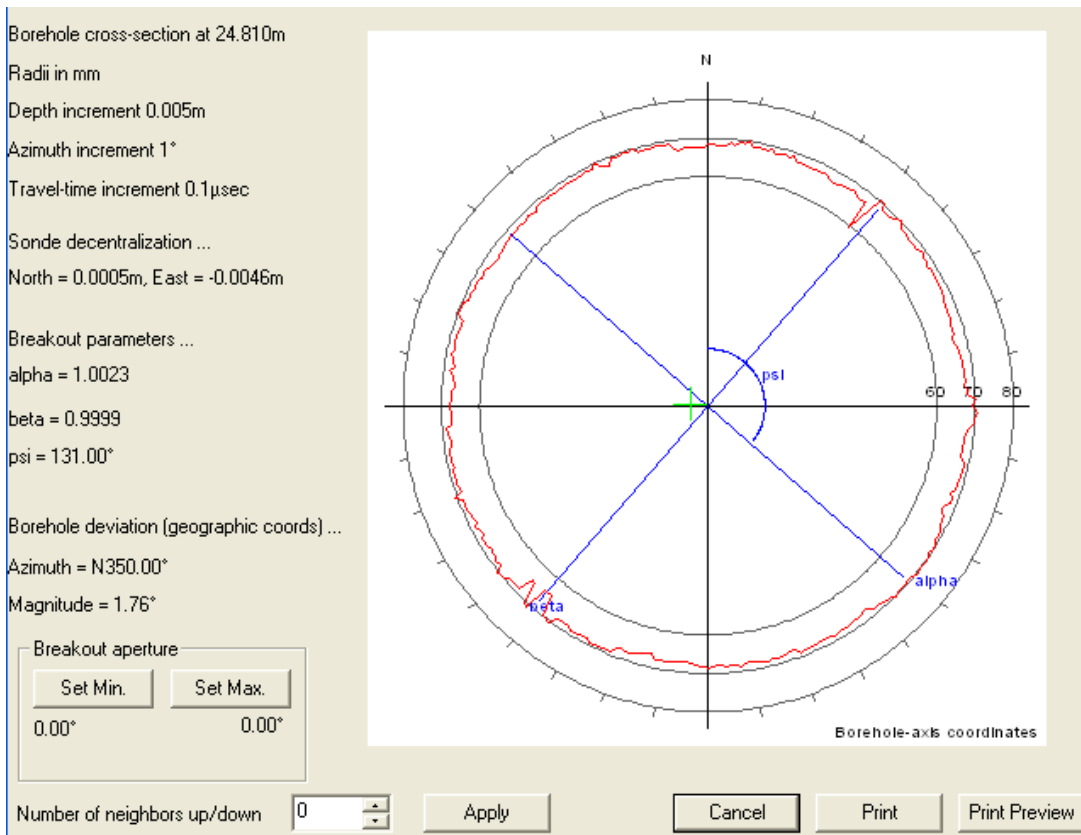 Borehole cross-section at 24.810m
Radii in mm
Depth increment 0.005m
Azimuth increment 1°
Travel-time increment 0.1µsec
Sonde decentralization ...
North = 0.0005m, East = -0.0046m
Breakout parameters ...
alpha = 1.0023
beta = 0.9999
psi = 131.00°
Borehole deviation (geographic coords) ...
Azimuth = N350.00°
Magnitude = 1.76°
Breakout aperture
Set Min. Set Max.
0.00° 0.00°
N
psi
60 70 80
alpha
beta
Borehole-axis coordinates
Number of neighbors up/down 0 Apply Cancel Print Print Preview